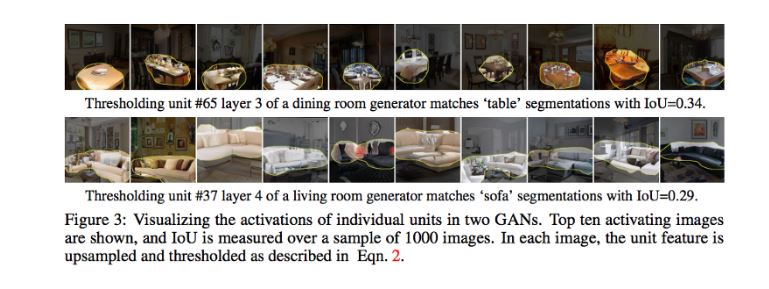 Thresholding unit #65 layer 3 of a dining room generator matches ‘table’ segmentations with IoU=0.34.
Thresholding unit #37 layer 4 of a living room generator matches ‘sofa’ segmentations with IoU=0.29.
Figure 3: Visualizing the activations of individual units in two GANs. Top ten activating images
are shown, and IoU is measured over a sample of 1000 images. In each image, the unit feature is
upsampled and thresholded as described in Eqn. 2.